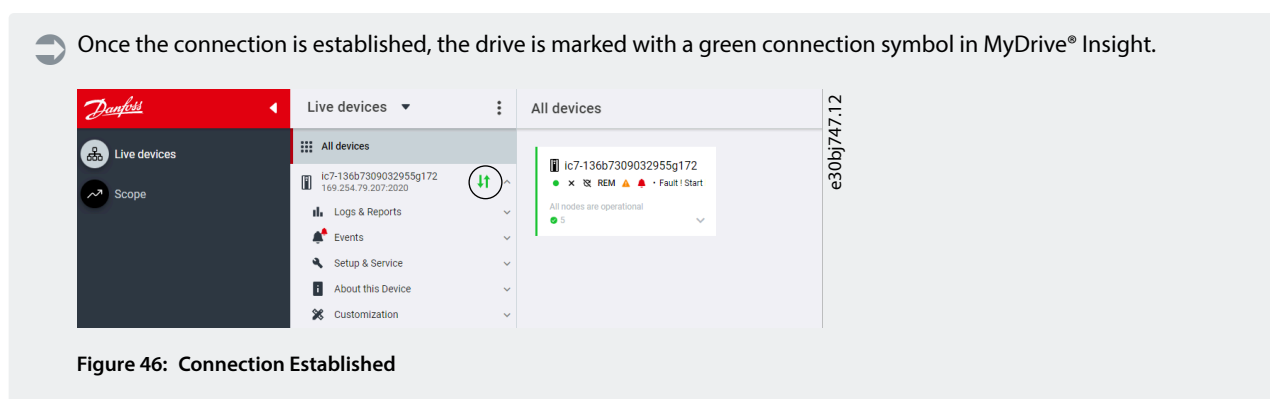 Once the connection is established, the drive is marked with a green connection symbol in MyDrive® Insight.
Danfoss
Live devices
Scope
Live devices
All devices
ic7-136b7309032955g172
169.254.79.207:2020
Logs & Reports
Events
Setup & Service
About this Device
Customization
All devices
ic7-136b7309032955g172
REM · Fault ! Start
All nodes are operational
5
e30bj747.12
Figure 46: Connection Established